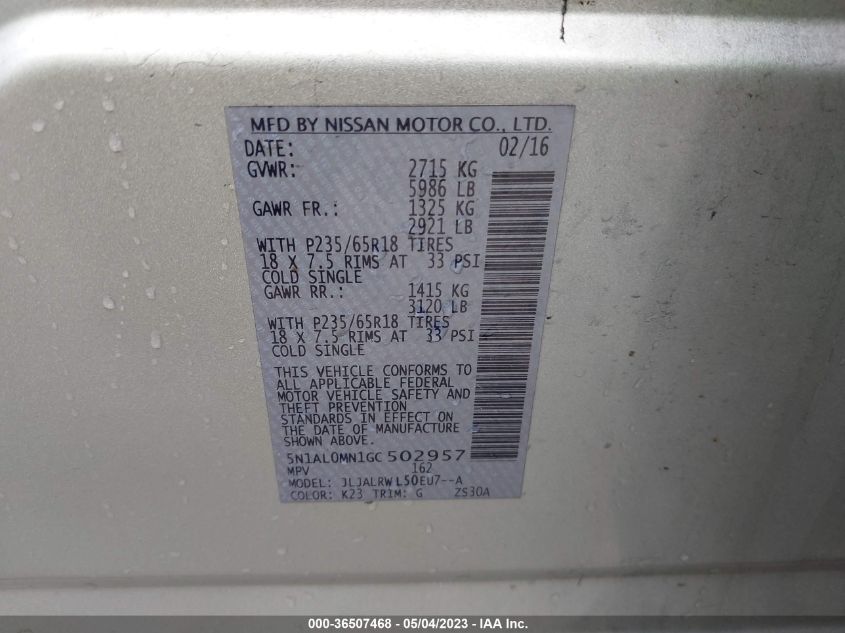 MFD BY NISSAN MOTOR CO., LTD.
DATE: 02/16
GVWR: 2715 KG
5986 LB
GAWR FR.: 1325 KG
2921 LB
WITH P235/65R18 TIRES
18 X 7.5 RIMS AT 33 PSI
COLD SINGLE
GAWR RR.: 1415 KG
3120 LB
WITH P235/65R18 TIRES
18 X 7.5 RIMS AT 33 PSI
COLD SINGLE
THIS VEHICLE CONFORMS TO
ALL APPLICABLE FEDERAL
MOTOR VEHICLE SAFETY AND
THEFT PREVENTION
STANDARDS IN EFFECT ON
THE DATE OF MANUFACTURE
SHOWN ABOVE.
5N1AL0MN1GC502957
MPV 162
MODEL: JLJALRWL50EU7--A
COLOR: K23 TRIM: G ZS30A
000-36507468 - 05/04/2023 - IAA Inc.